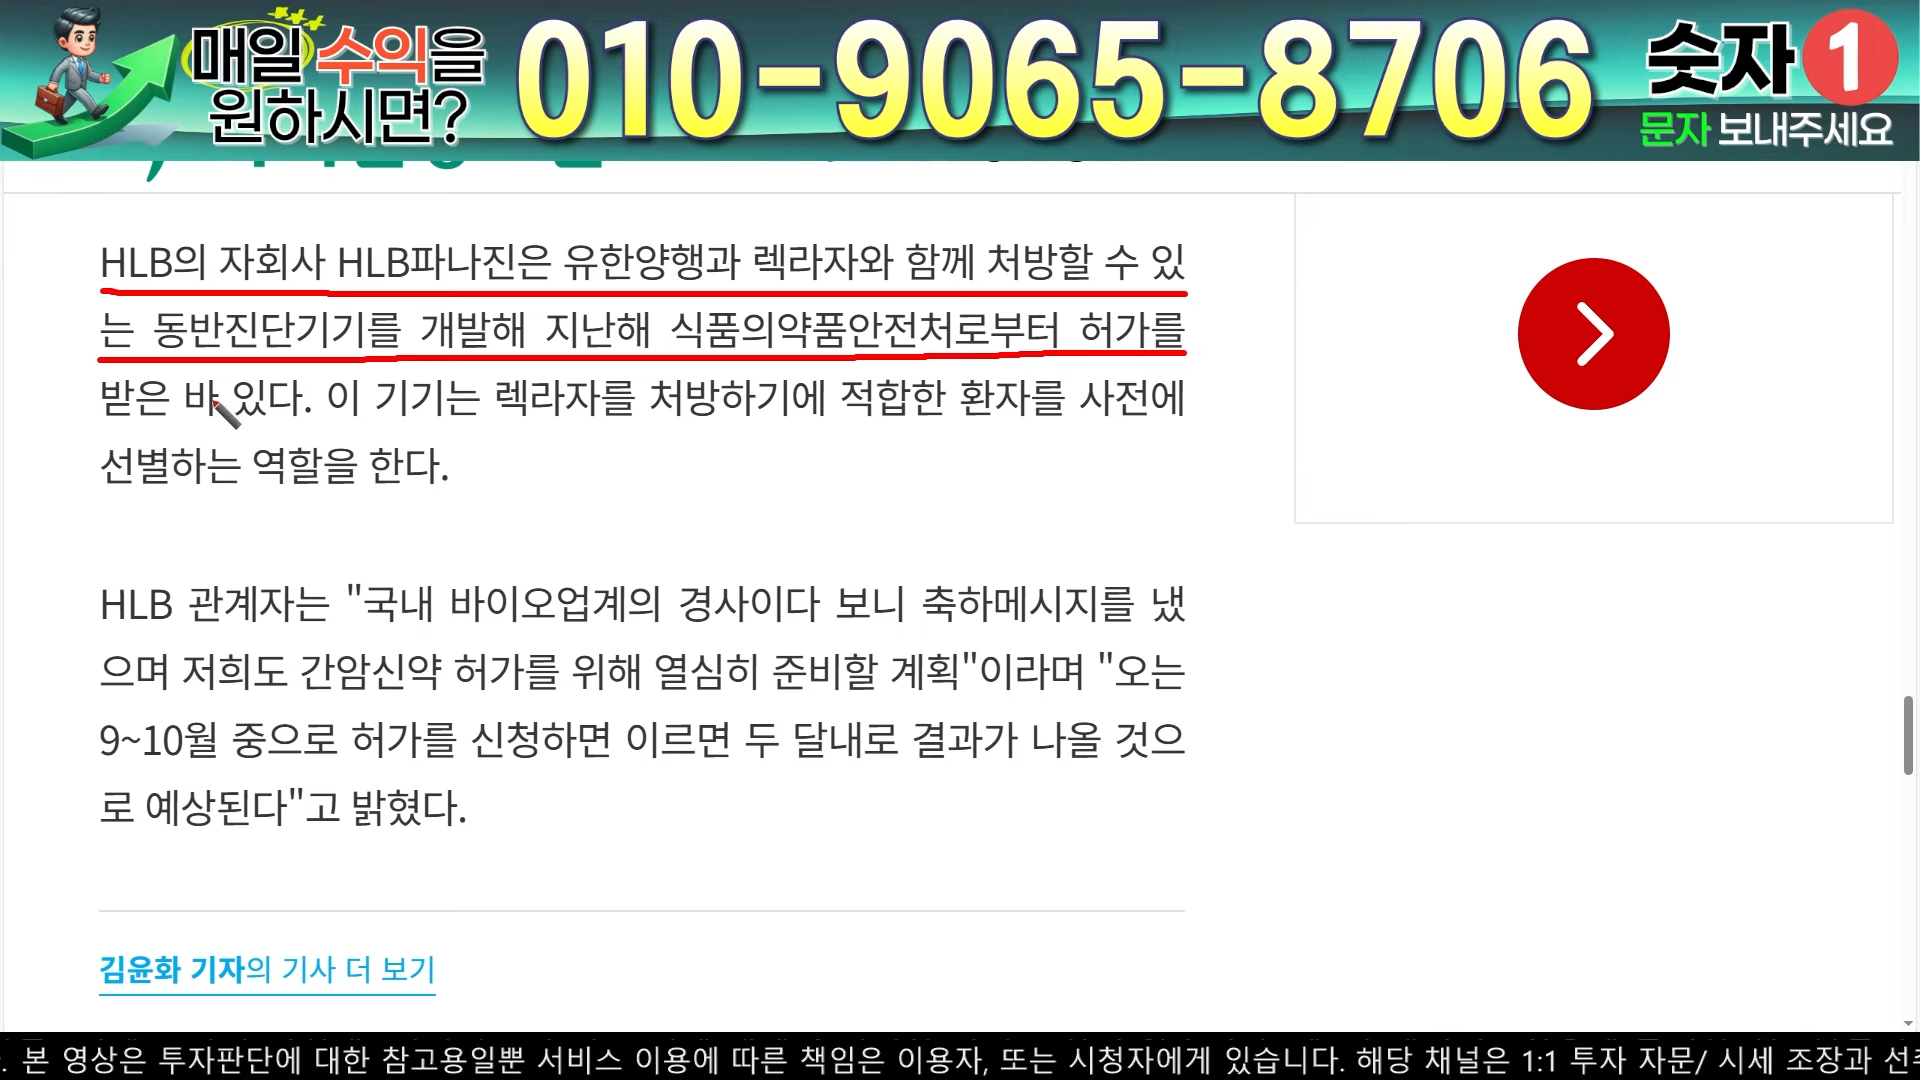 매일 수익을
원하시면?
010-9065-8706
숫자 1
문자 보내주세요
HLB의 자회사 HLB파나진은 유한양행과 렉라자와 함께 처방할 수 있
는 동반진단기기를 개발해 지난해 식품의약품안전처로부터 허가를
받은 바 있다. 이 기기는 렉라자를 처방하기에 적합한 환자를 사전에
선별하는 역할을 한다.
HLB 관계자는 "국내 바이오업계의 경사이다 보니 축하메시지를 냈
으며 저희도 간암신약 허가를 위해 열심히 준비할 계획"이라며 "오는
9~10월 중으로 허가를 신청하면 이르면 두 달내로 결과가 나올 것으
로 예상된다"고 밝혔다.
김윤화 기자의 기사 더 보기
. 본 영상은 투자판단에 대한 참고용일뿐 서비스 이용에 따른 책임은 이용자, 또는 시청자에게 있습니다. 해당 채널은 1:1 투자 자문/ 시세 조장과